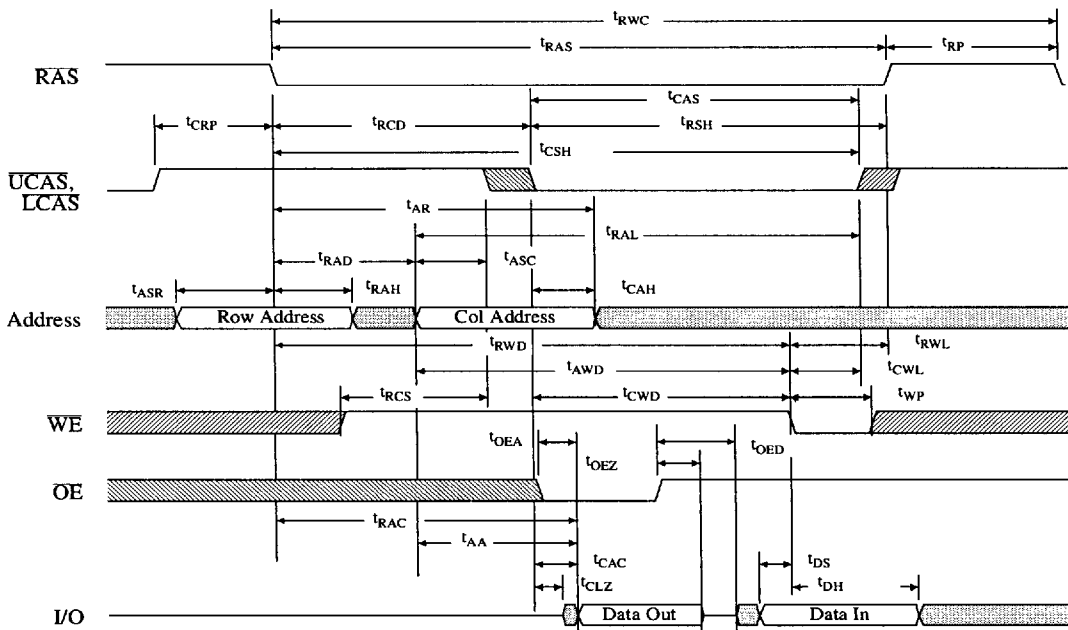 tRWC
tRAS tRP
RAS
tCAS
tCRP tRCD tRSH
tCSH
UCAS,
LCAS
tAR
tRAL
tRAD tASC
tASR tRAH tCAH
Address Row Address Col Address
tRWD tRWL
tAWD tCWL
tRCS tCWD tWP
WE
tOEA tOED
tOEZ
OE
tRAC
tAA
tCAC tDS
tCLZ tDH
I/O Data Out Data In